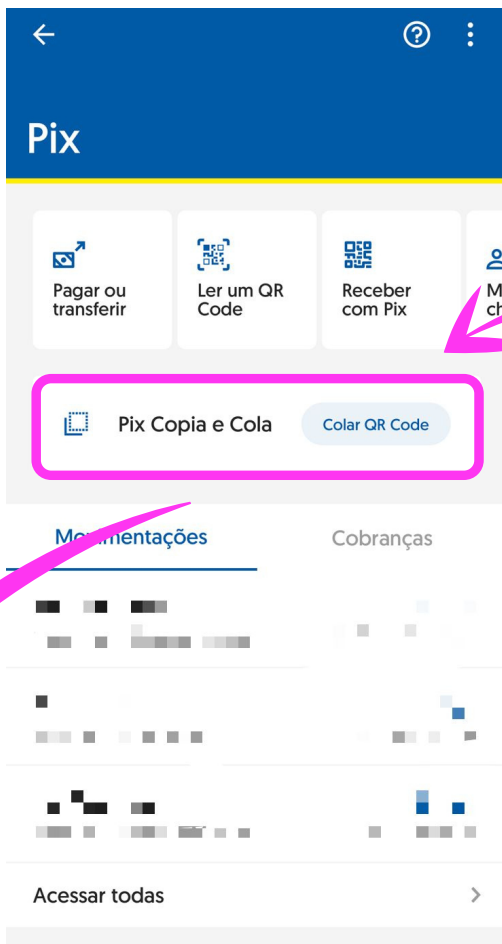 Pix
Pagar ou
transferir
Ler um QR
Code
Receber
com Pix
Pix Copia e Cola
Colar QR Code
Movimentações
Cobranças
Acessar todas